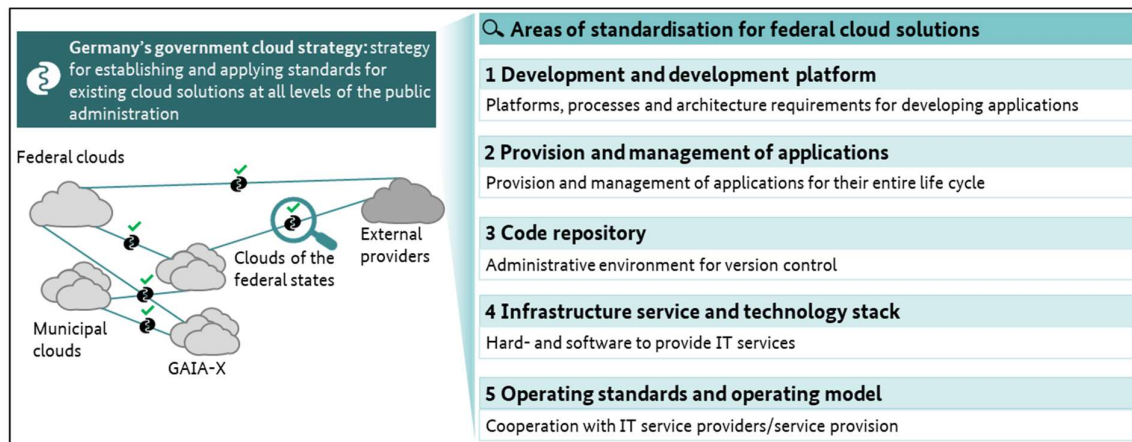 Germany's government cloud strategy: strategy
for establishing and applying standards for
existing cloud solutions at all levels of the public
administration
Federal clouds
External
providers
Clouds of the
federal states
Municipal
clouds
GAIA-X
Areas of standardisation for federal cloud solutions
1 Development and development platform
Platforms, processes and architecture requirements for developing applications
2 Provision and management of applications
Provision and management of applications for their entire life cycle
3 Code repository
Administrative environment for version control
4 Infrastructure service and technology stack
Hard- and software to provide IT services
5 Operating standards and operating model
Cooperation with IT service providers/service provision